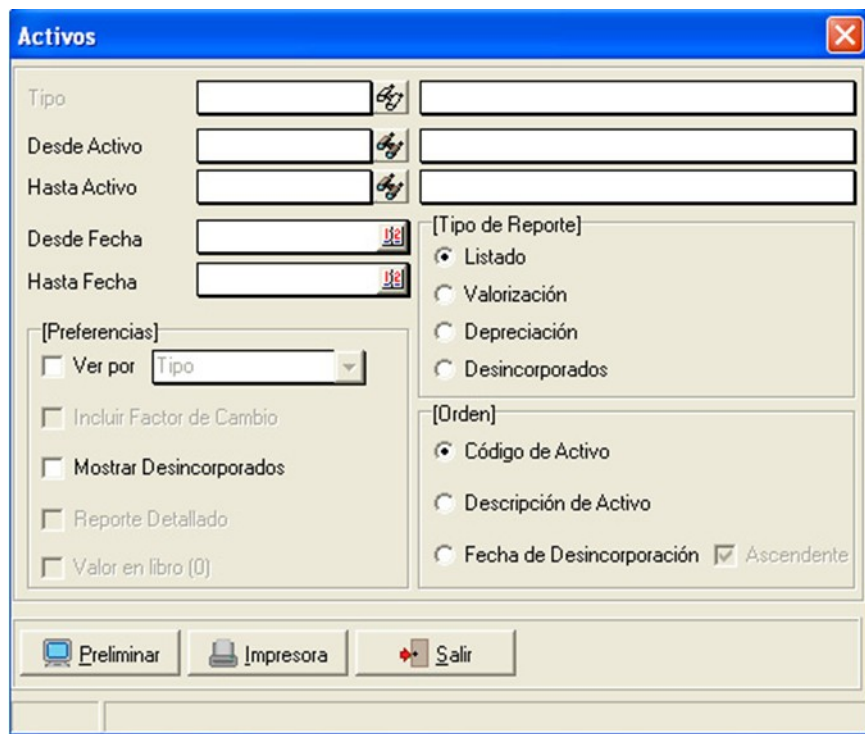 Activos
Tipo
Desde Activo
Hasta Activo
Desde Fecha
Hasta Fecha
[Tipo de Reporte]
Listado
Valorización
Depreciación
Desincorporados
[Preferencias]
Ver por Tipo
Incluir Factor de Cambio
Mostrar Desincorporados
Reporte Detallado
Valor en libro (0)
[Orden]
Código de Activo
Descripción de Activo
Fecha de Desincorporación Ascendente
Preliminar Impresora Salir